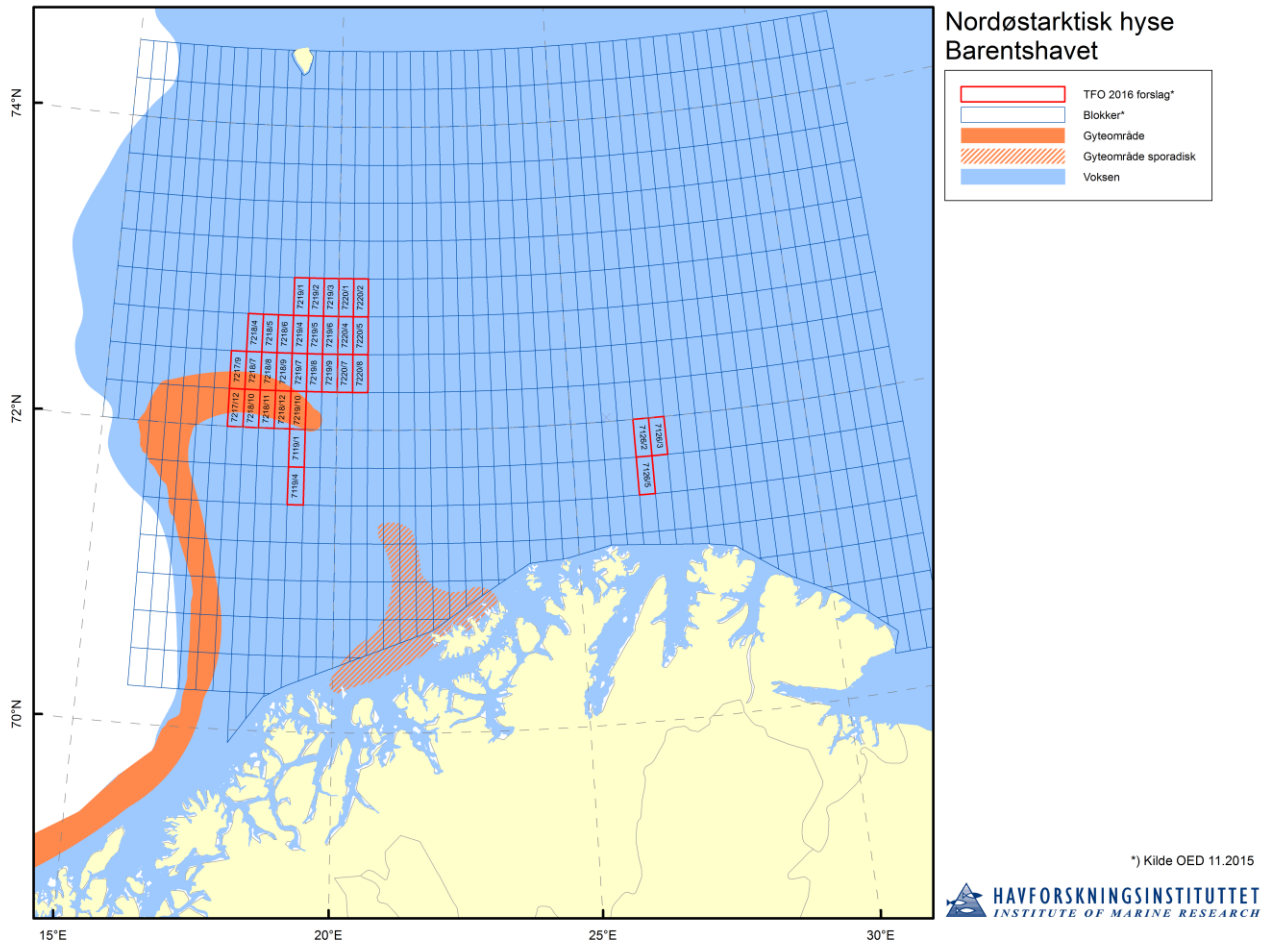 Nordøstarktisk hyse
Barentshavet
TFO 2016 forslag*
Blokker*
Gyteområde
Gyteområde sporadisk
Voksen
74°N
72°N
70°N
7219/1
7219/2
7219/3
7220/1
7220/2
7218/4
7218/5
7218/6
7219/4
7219/5
7219/6
7220/4
7220/5
7217/9
7218/7
7218/8
7218/9
7219/7
7219/8
7219/9
7220/7
7220/8
7217/12
7218/10
7218/11
7218/12
7219/10
7119/1
7119/4
7126/2
7126/3
7126/5
15°E
20°E
25°E
30°E
*) Kilde OED 11.2015
HAVFORSKNINGSINSTITUTTET
INSTITUTE OF MARINE RESEARCH